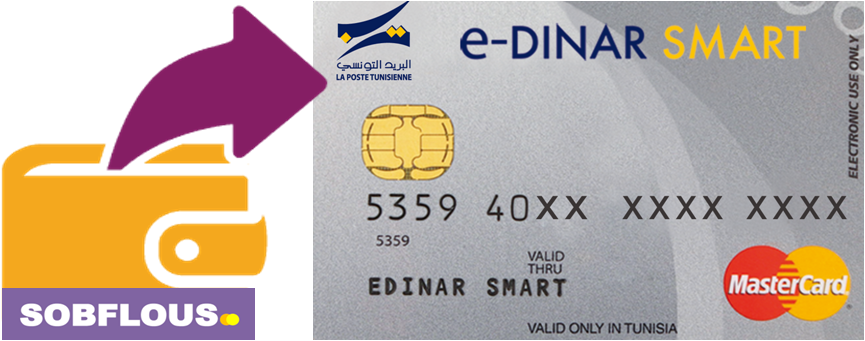 البريد التونسي
LA POSTE TUNISIENNE
e-DINAR SMART
ELECTRONIC USE ONLY
5359 40XX XXXX XXXX
5359
VALID
THRU
EDINAR SMART
MasterCard
VALID ONLY IN TUNISIA
SOBFLOUS